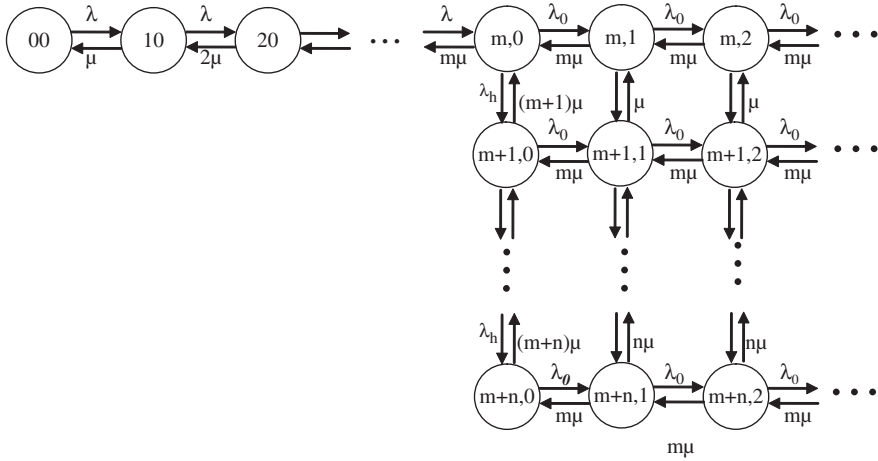 λ λ λ λ₀ λ₀ λ₀
00 10 20 ... m,0 m,1 m,2 ...
μ 2μ mμ mμ mμ mμ
λₕ (m+1)μ μ μ
λ₀ λ₀ λ₀
m+1,0 m+1,1 m+1,2 ...
mμ mμ mμ
λₕ (m+n)μ nμ nμ
λ₀ λ₀ λ₀
m+n,0 m+n,1 m+n,2 ...
mμ mμ
mμ